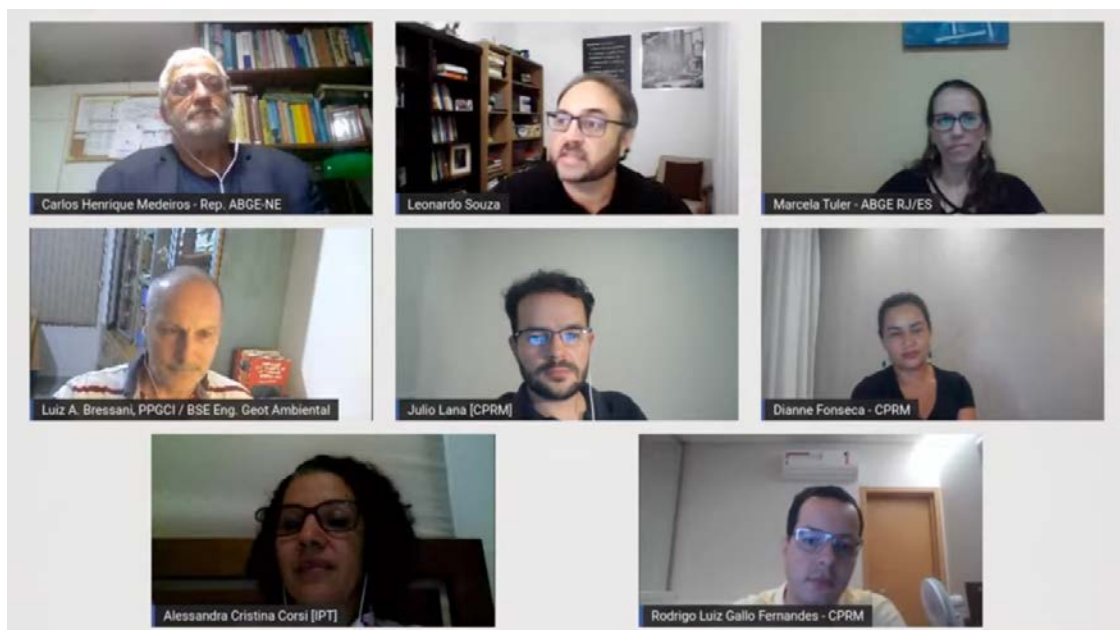 Carlos Henrique Medeiros - Rep. ABGE-NE
Leonardo Souza
Marcela Tuler - ABGE RJ/ES
Luiz A. Bressani, PPGCI / BSE Eng. Geot Ambiental
Julio Lana [CPRM]
Dianne Fonseca - CPRM
Alessandra Cristina Corsi [IPT]
Rodrigo Luiz Gallo Fernandes - CPRM